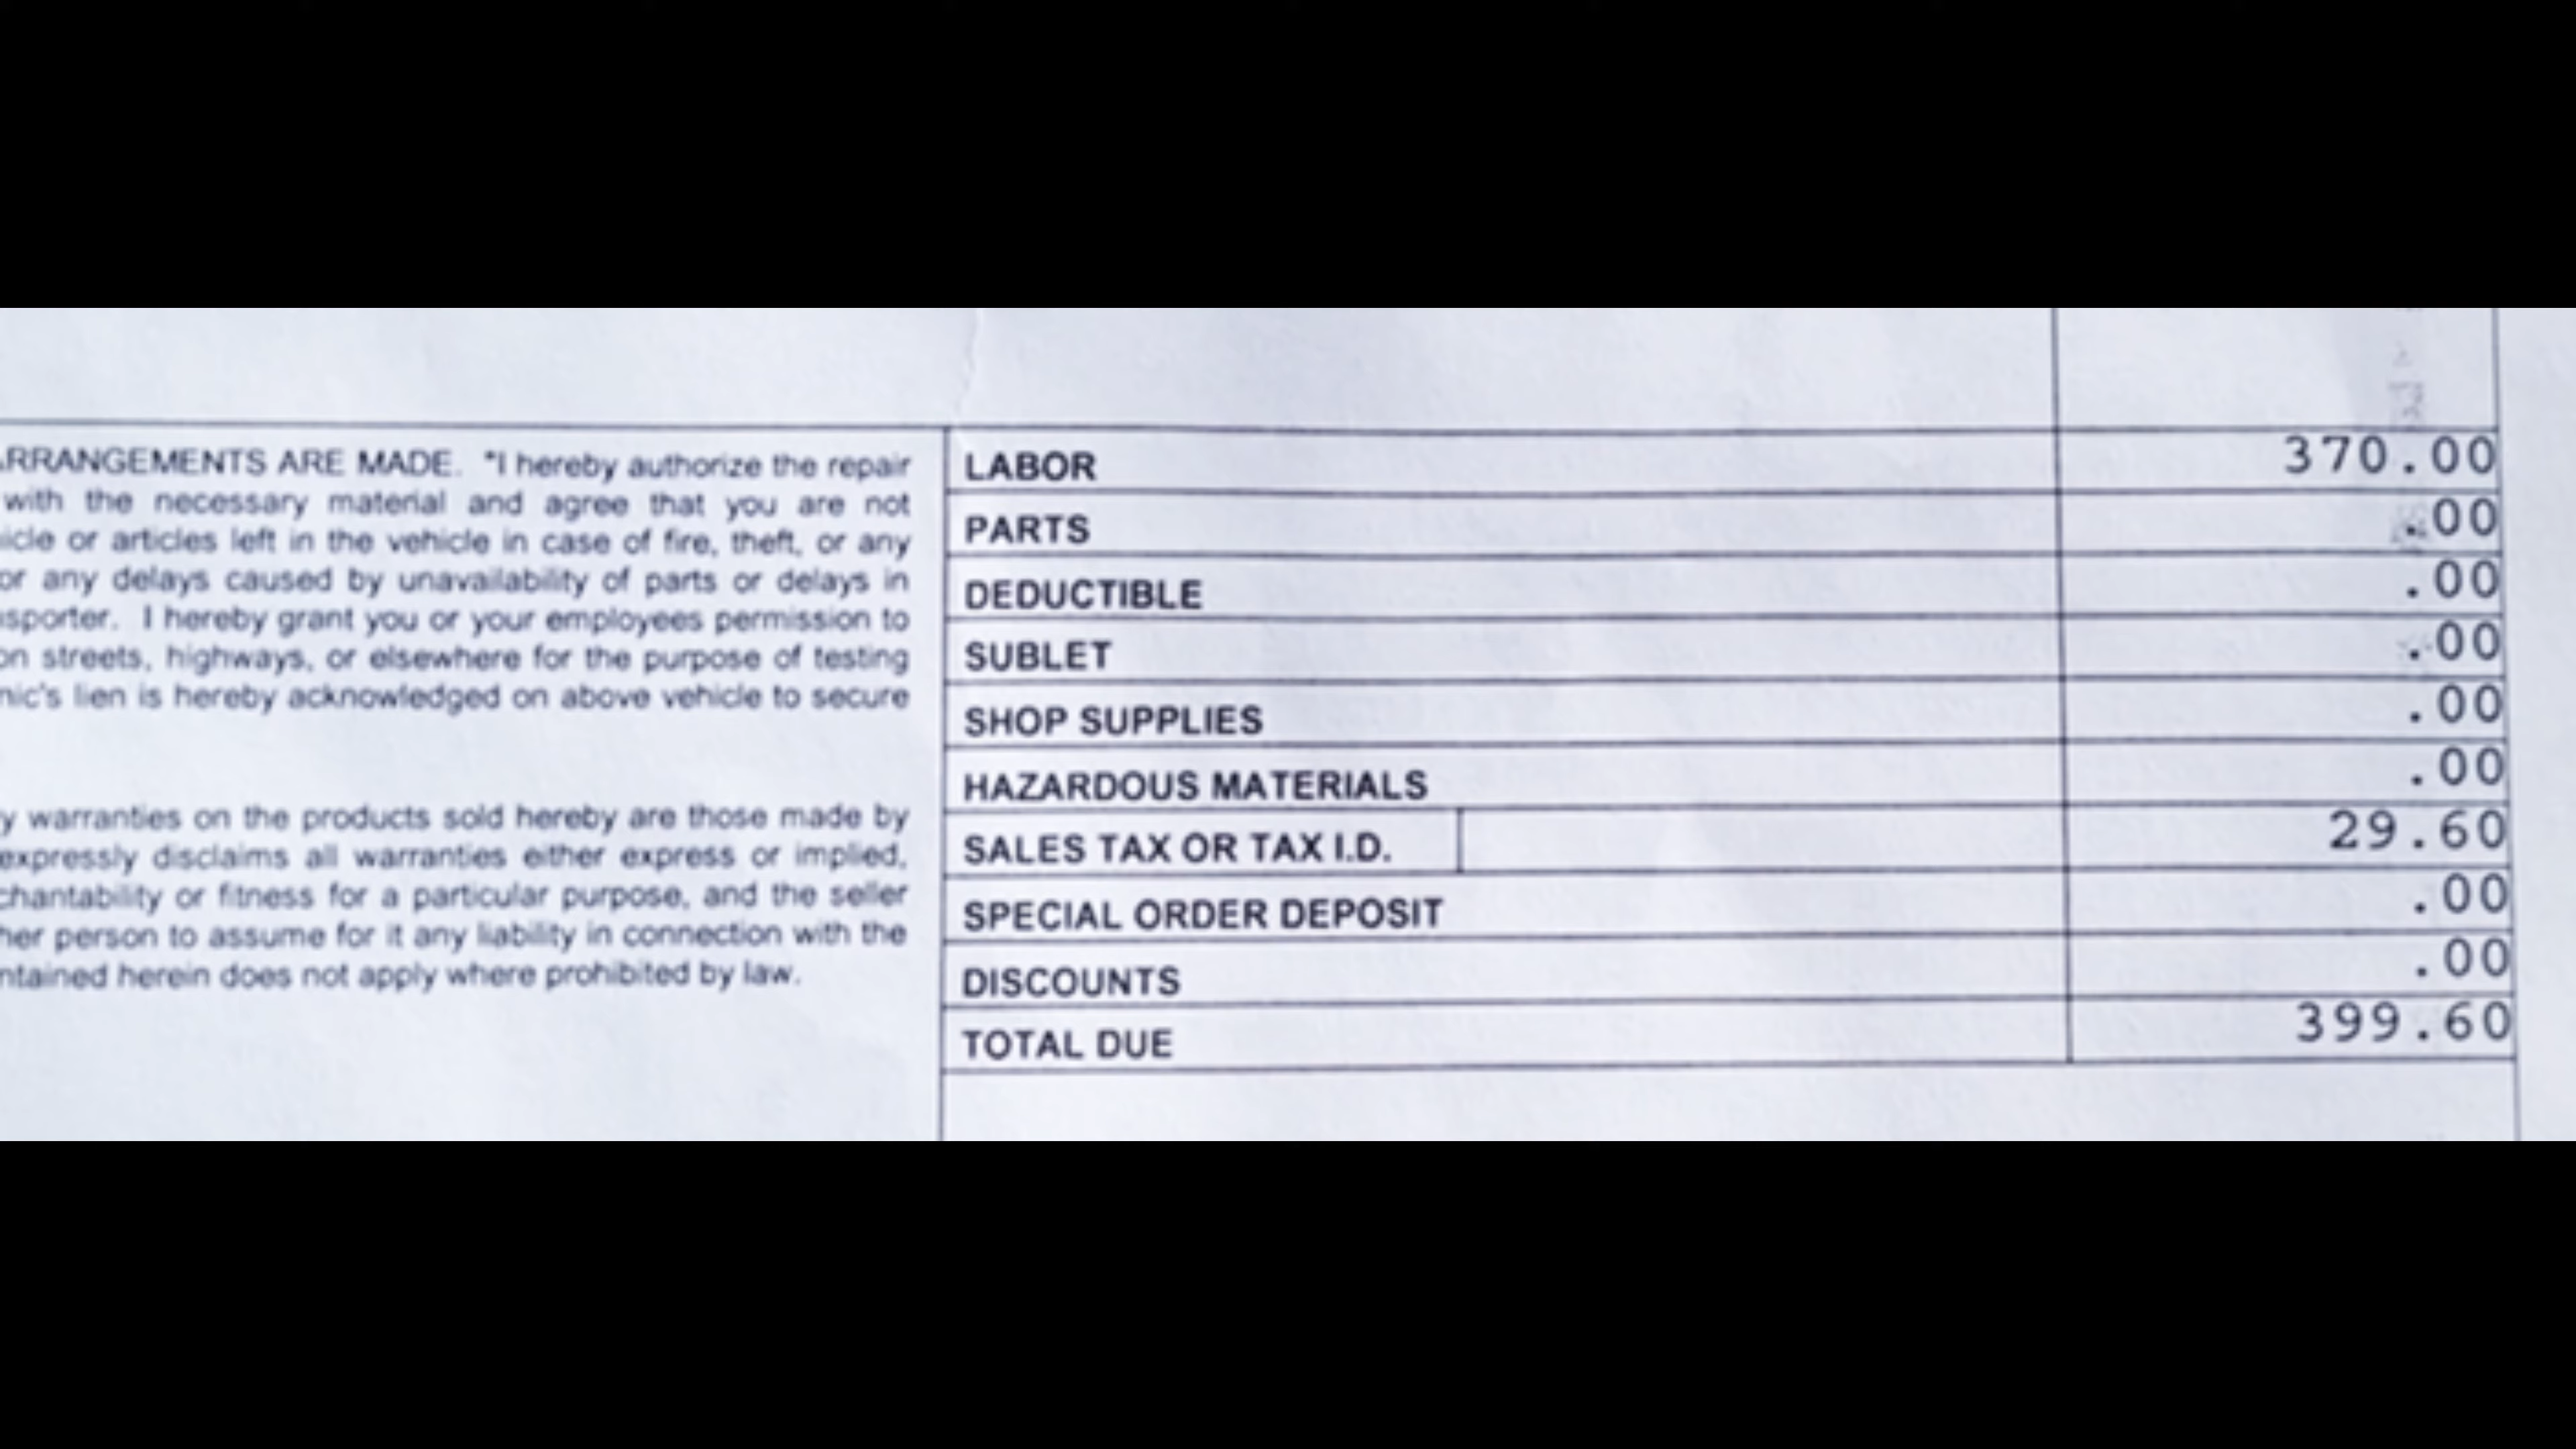 ARRANGEMENTS ARE MADE. "I hereby authorize the repair
with the necessary material and agree that you are not
icle or articles left in the vehicle in case of fire, theft, or any
or any delays caused by unavailability of parts or delays in
sporter. I hereby grant you or your employees permission to
on streets, highways, or elsewhere for the purpose of testing
nic's lien is hereby acknowledged on above vehicle to secure
y warranties on the products sold hereby are those made by
expressly disclaims all warranties either express or implied,
chantability or fitness for a particular purpose, and the seller
her person to assume for it any liability in connection with the
ntained herein does not apply where prohibited by law.
LABOR 370.00
PARTS .00
DEDUCTIBLE .00
SUBLET .00
SHOP SUPPLIES .00
HAZARDOUS MATERIALS .00
SALES TAX OR TAX I.D. 29.60
SPECIAL ORDER DEPOSIT .00
DISCOUNTS .00
TOTAL DUE 399.60